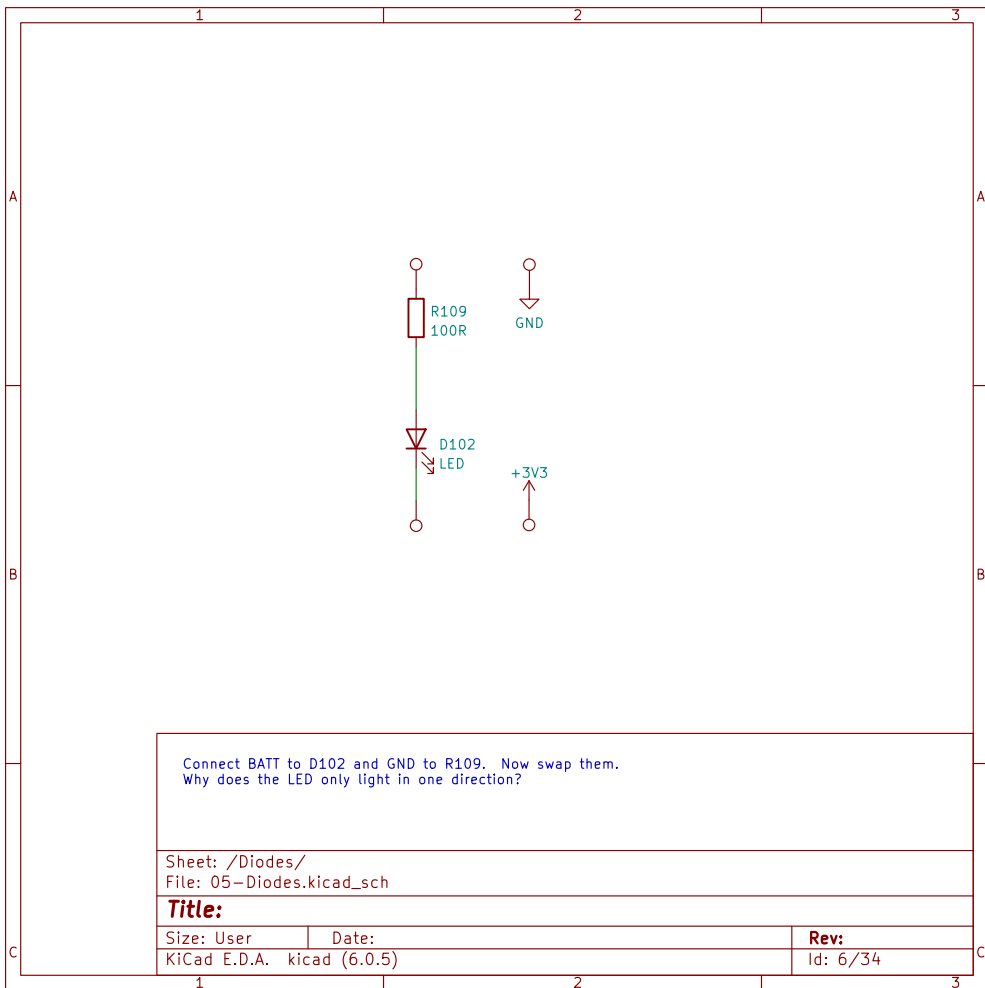 1 2 3
A A
R109
100R
GND
D102
LED
+3V3
B B
Connect BATT to D102 and GND to R109.  Now swap them.
Why does the LED only light in one direction?
Sheet: /Diodes/
File: 05-Diodes.kicad_sch
Title:
Size: User Date: Rev:
KiCad E.D.A.  kicad (6.0.5) Id: 6/34
C C
1 2 3